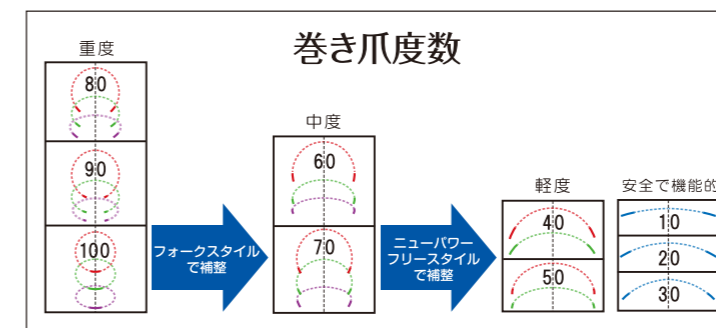 巻き爪度数
重度
80
90
100
フォークスタイル
で補整
中度
60
70
ニューパワー
フリースタイル
で補整
軽度
40
50
安全で機能的
10
20
30